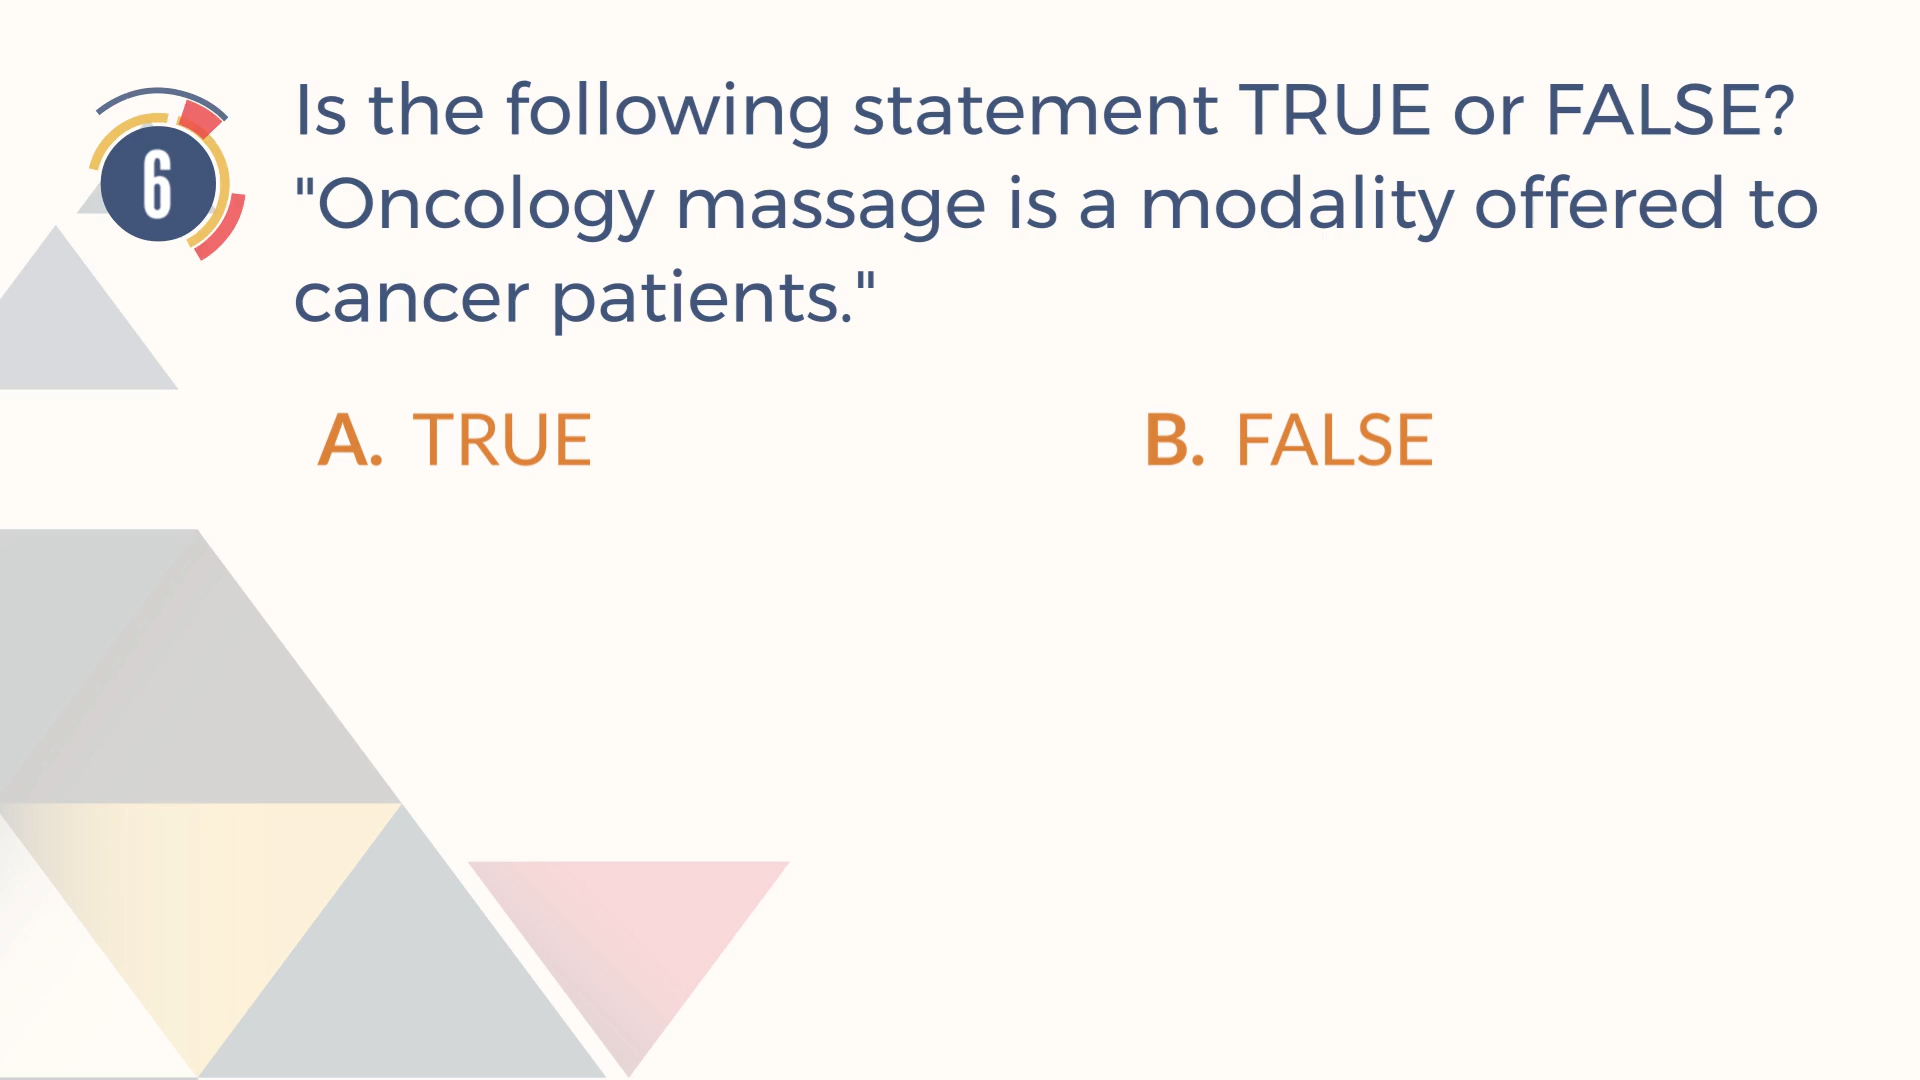 6
Is the following statement TRUE or FALSE?
"Oncology massage is a modality offered to
cancer patients."
A. TRUE
B. FALSE